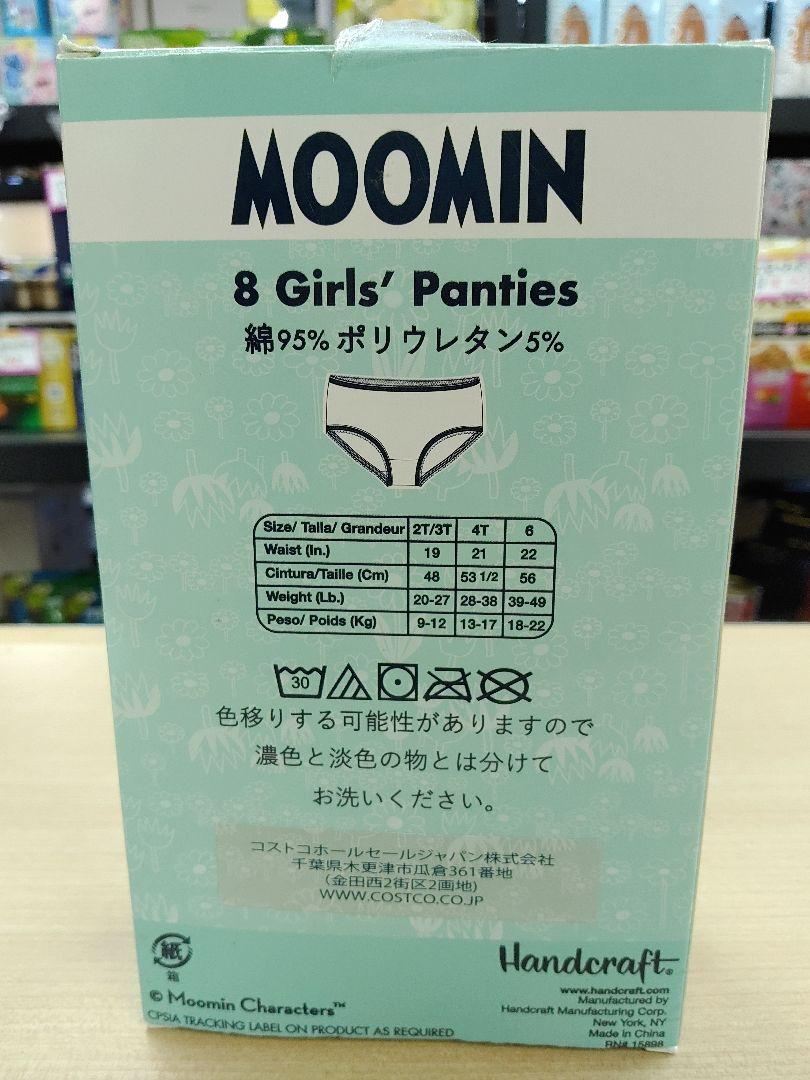 MOOMIN
8 Girls' Panties
綿95% ポリウレタン5%
Size/ Talla/ Grandeur 2T/3T 4T 6
Waist (In.) 19 21 22
Cintura/Taille (Cm) 48 53 1/2 56
Weight (Lb.) 20-27 28-38 39-49
Peso/ Poids (Kg) 9-12 13-17 18-22
30
色移りする可能性がありますので
濃色と淡色の物とは分けて
お洗いください。
コストコホールセールジャパン株式会社
千葉県木更津市瓜倉361番地
(金田西2街区2画地)
WWW.COSTCO.CO.JP
紙
箱
© Moomin Characters™
CPSIA TRACKING LABEL ON PRODUCT AS REQUIRED
Handcraft®
www.handcraft.com
Manufactured by
Handcraft Manufacturing Corp.
New York, NY
Made in China
RN# 15898